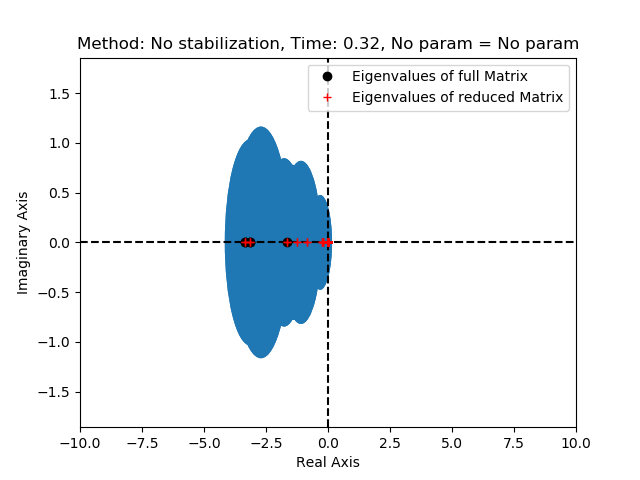 Method: No stabilization, Time: 0.32, No param = No param
Eigenvalues of full Matrix
Eigenvalues of reduced Matrix
1.5
1.0
0.5
0.0
−0.5
−1.0
−1.5
Imaginary Axis
−10.0 −7.5 −5.0 −2.5 0.0 2.5 5.0 7.5 10.0
Real Axis